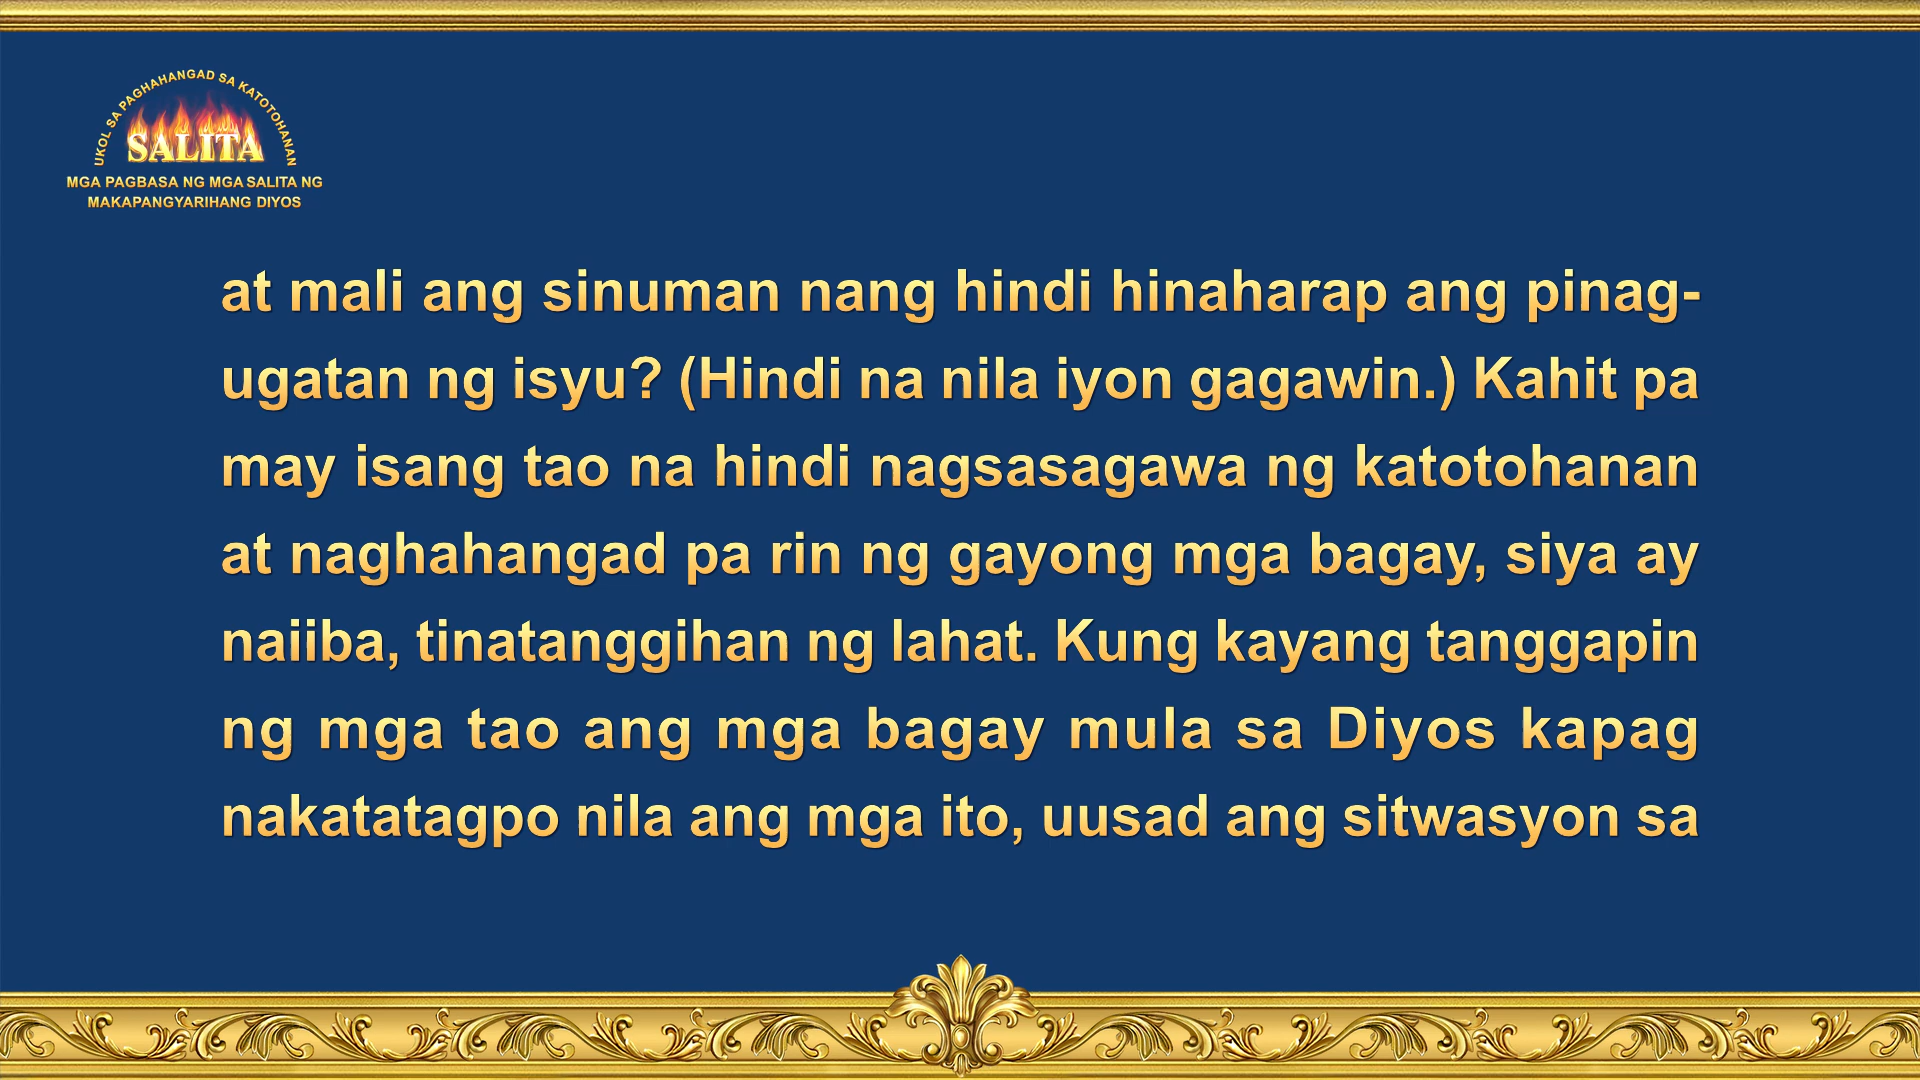 UKOL SA PAGHAHANGAD SA KATOTOHANAN
SALITA
MGA PAGBASA NG MGA SALITA NG
MAKAPANGYARIHANG DIYOS
at mali ang sinuman nang hindi hinaharap ang pinag-
ugatan ng isyu? (Hindi na nila iyon gagawin.) Kahit pa
may isang tao na hindi nagsasagawa ng katotohanan
at naghahangad pa rin ng gayong mga bagay, siya ay
naiiba, tinatanggihan ng lahat. Kung kayang tanggapin
ng mga tao ang mga bagay mula sa Diyos kapag
nakatatagpo nila ang mga ito, uusad ang sitwasyon sa